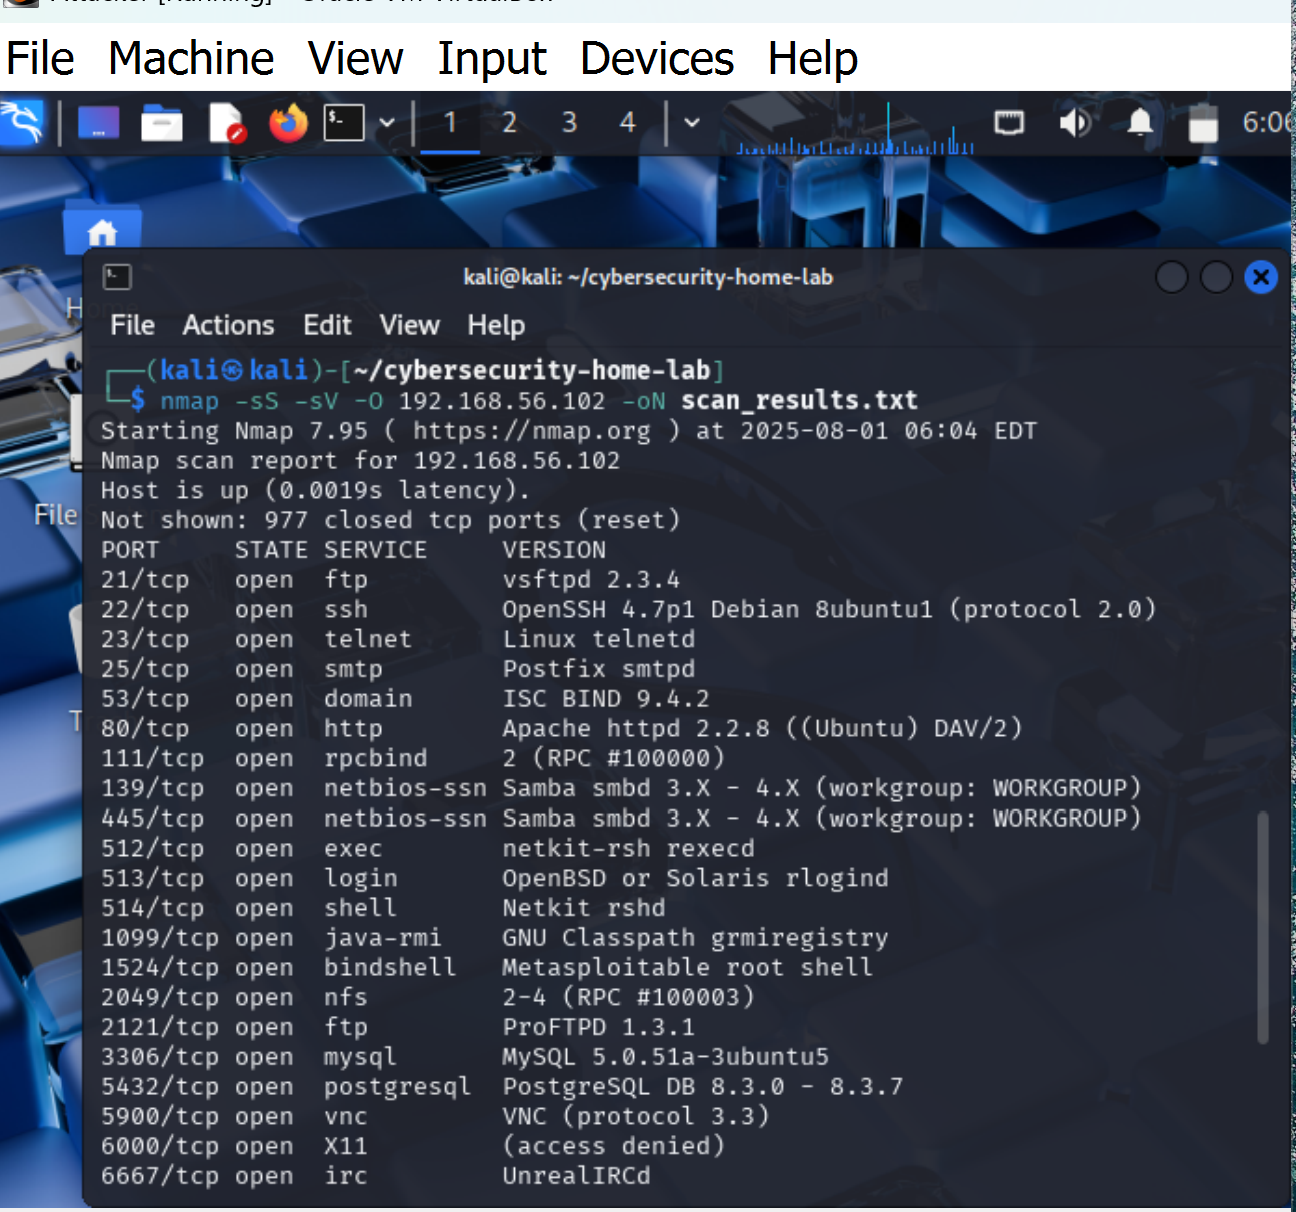 Attacker [Running] - Oracle VM VirtualBox
File Machine View Input Devices Help
1 2 3 4
6:06
Home
kali@kali: ~/cybersecurity-home-lab
File Actions Edit View Help
┌──(kali㉿kali)-[~/cybersecurity-home-lab]
└─$ nmap -sS -sV -O 192.168.56.102 -oN scan_results.txt
Starting Nmap 7.95 ( https://nmap.org ) at 2025-08-01 06:04 EDT
Nmap scan report for 192.168.56.102
Host is up (0.0019s latency).
File
Not shown: 977 closed tcp ports (reset)
PORT STATE SERVICE VERSION
21/tcp open ftp vsftpd 2.3.4
22/tcp open ssh OpenSSH 4.7p1 Debian 8ubuntu1 (protocol 2.0)
23/tcp open telnet Linux telnetd
25/tcp open smtp Postfix smtpd
53/tcp open domain ISC BIND 9.4.2
80/tcp open http Apache httpd 2.2.8 ((Ubuntu) DAV/2)
111/tcp open rpcbind 2 (RPC #100000)
139/tcp open netbios-ssn Samba smbd 3.X - 4.X (workgroup: WORKGROUP)
445/tcp open netbios-ssn Samba smbd 3.X - 4.X (workgroup: WORKGROUP)
512/tcp open exec netkit-rsh rexecd
513/tcp open login OpenBSD or Solaris rlogind
514/tcp open shell Netkit rshd
1099/tcp open java-rmi GNU Classpath grmiregistry
1524/tcp open bindshell Metasploitable root shell
2049/tcp open nfs 2-4 (RPC #100003)
2121/tcp open ftp ProFTPD 1.3.1
3306/tcp open mysql MySQL 5.0.51a-3ubuntu5
5432/tcp open postgresql PostgreSQL DB 8.3.0 - 8.3.7
5900/tcp open vnc VNC (protocol 3.3)
6000/tcp open X11 (access denied)
6667/tcp open irc UnrealIRCd